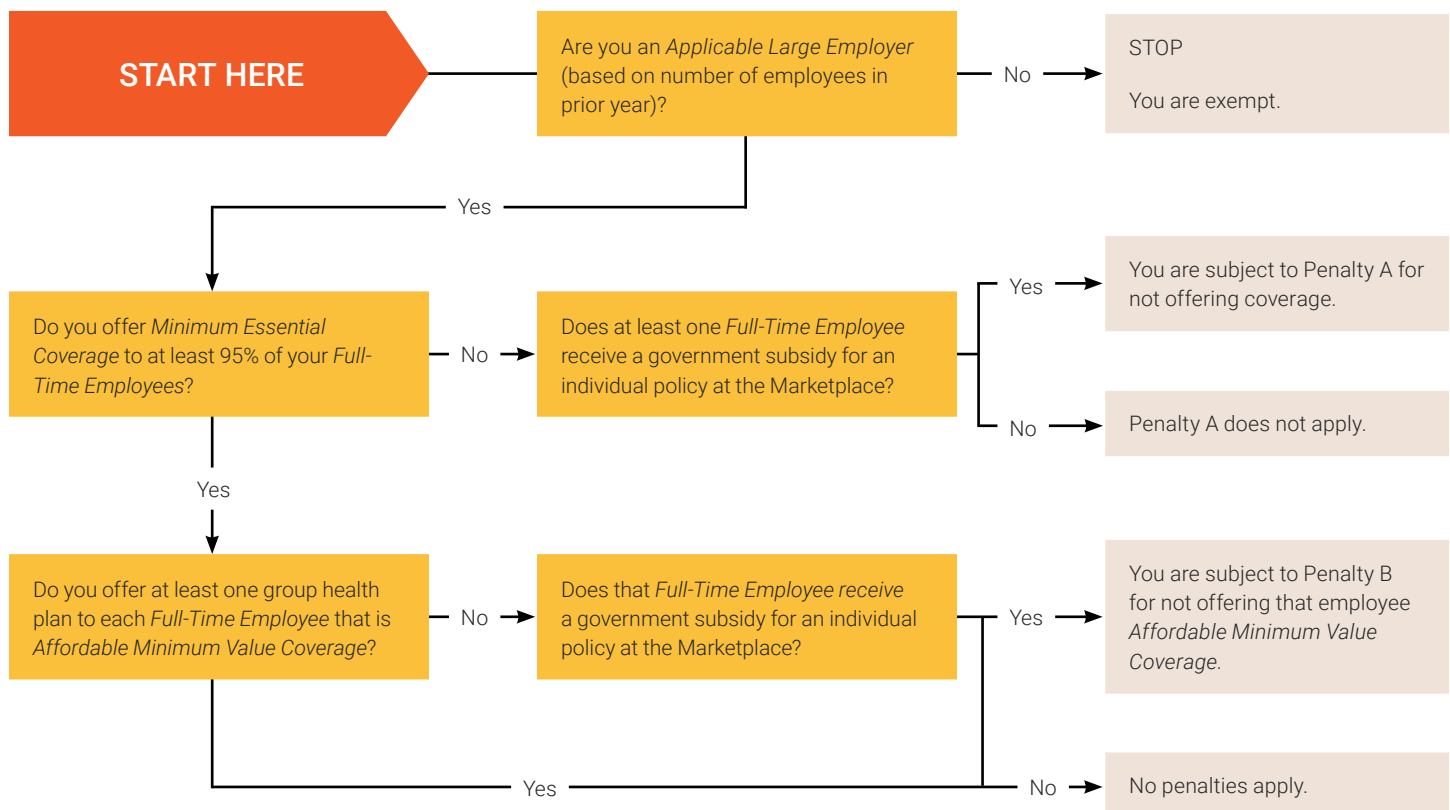 START HERE
Are you an Applicable Large Employer
(based on number of employees in
prior year)?
No
STOP
You are exempt.
Yes
Do you offer Minimum Essential
Coverage to at least 95% of your Full-
Time Employees?
No
Does at least one Full-Time Employee
receive a government subsidy for an
individual policy at the Marketplace?
Yes
You are subject to Penalty A for
not offering coverage.
No
Penalty A does not apply.
Yes
Do you offer at least one group health
plan to each Full-Time Employee that is
Affordable Minimum Value Coverage?
No
Does that Full-Time Employee receive
a government subsidy for an individual
policy at the Marketplace?
Yes
You are subject to Penalty B
for not offering that employee
Affordable Minimum Value
Coverage.
Yes
No
No penalties apply.